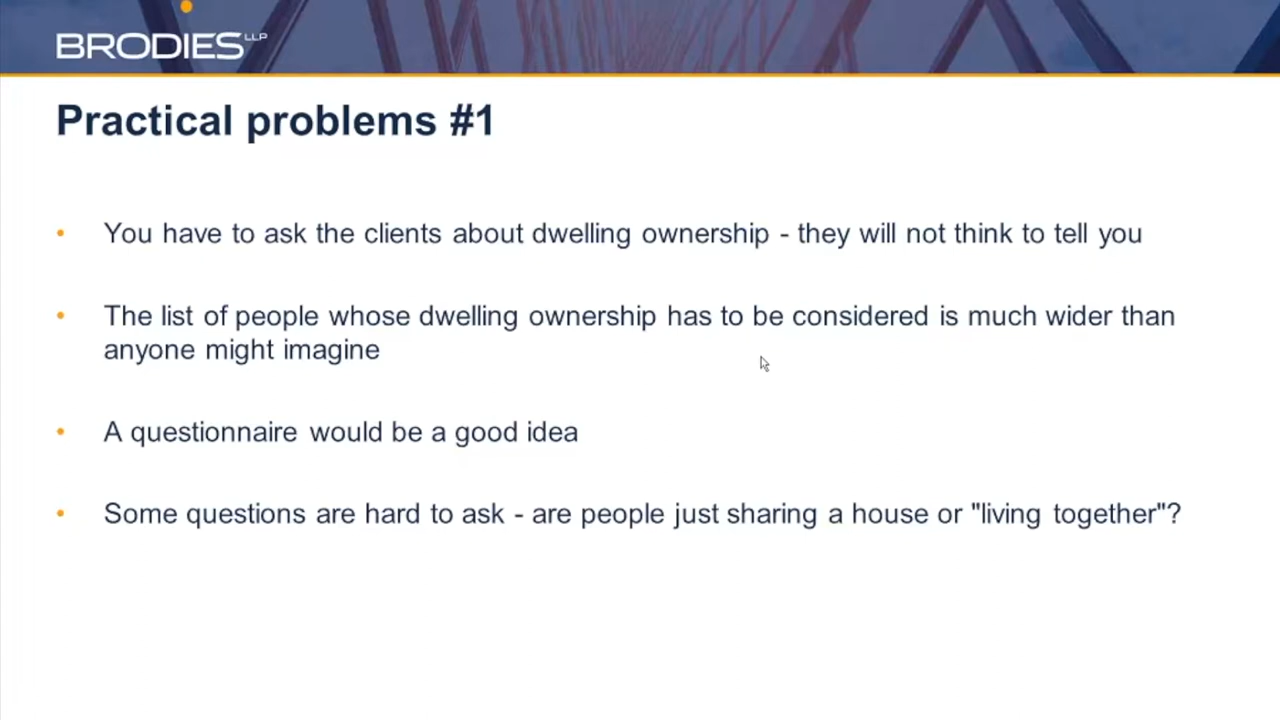 BRODIES LLP
Practical problems #1
• You have to ask the clients about dwelling ownership - they will not think to tell you
• The list of people whose dwelling ownership has to be considered is much wider than
anyone might imagine
• A questionnaire would be a good idea
• Some questions are hard to ask - are people just sharing a house or "living together"?